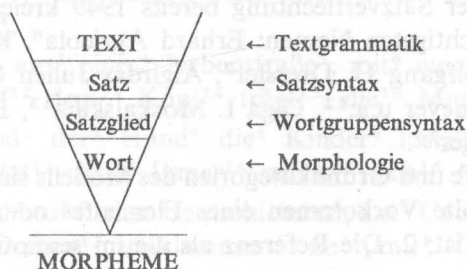 TEXT ← Textgrammatik
Satz ← Satzsyntax
Satzglied ← Wortgruppensyntax
Wort ← Morphologie
MORPHEME